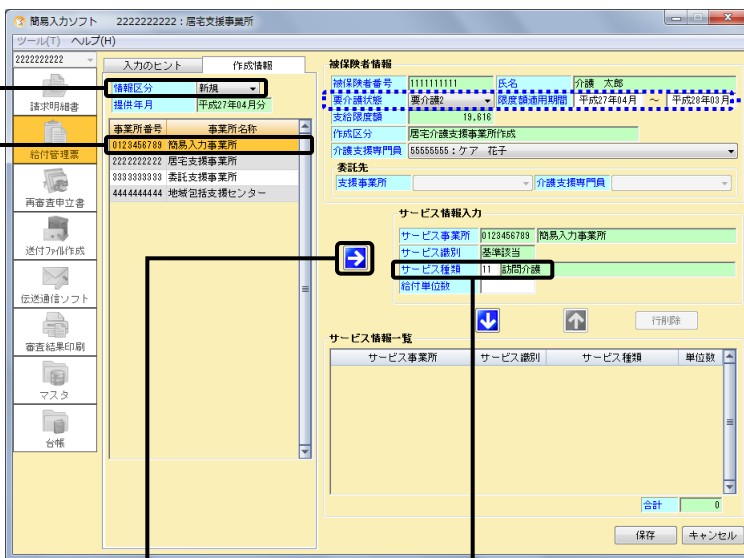 簡易入力ソフト 2222222222：居宅支援事業所
ツール(T) ヘルプ(H)
2222222222
請求明細書
給付管理票
再審査申立書
送付ファイル作成
伝送通信ソフト
審査結果印刷
マスタ
台帳
入力のヒント 作成情報
情報区分 新規
提供年月 平成27年04月分
事業所番号 事業所名称
0123456789 簡易入力事業所
2222222222 居宅支援事業所
3333333333 委託支援事業所
4444444444 地域包括支援センター
被保険者情報
被保険者番号 1111111111 氏名 介護 太郎
要介護状態 要介護2 限度額適用期間 平成27年04月 ～ 平成28年03月
支給限度額 19,616
作成区分 居宅介護支援事業所作成
介護支援専門員 55555555：ケア 花子
委託先
支援事業所 介護支援専門員
サービス情報入力
サービス事業所 0123456789 簡易入力事業所
サービス識別 基準該当
サービス種類 11 訪問介護
給付単位数
行削除
サービス情報一覧
サービス事業所 サービス識別 サービス種類 単位数
合計 0
保存 キャンセル